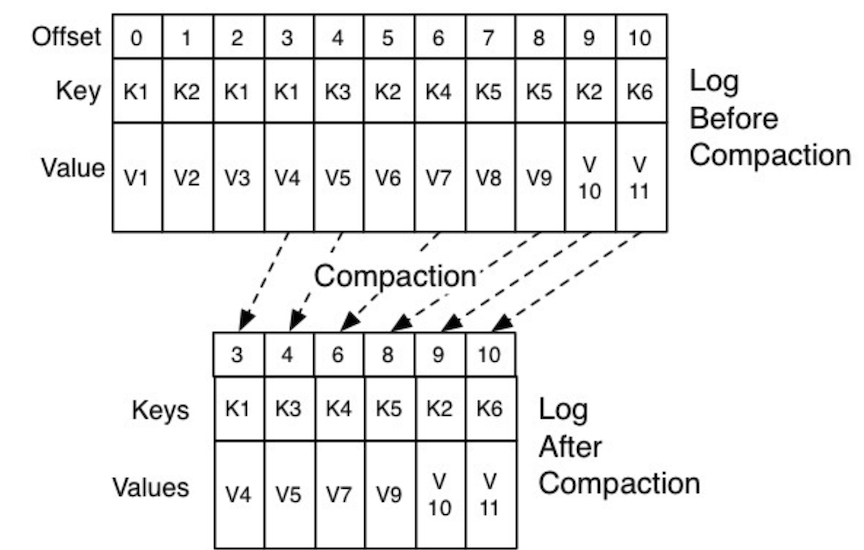 Offset 0 1 2 3 4 5 6 7 8 9 10
Key K1 K2 K1 K1 K3 K2 K4 K5 K5 K2 K6
Value V1 V2 V3 V4 V5 V6 V7 V8 V9 V 10 V 11
Log
Before
Compaction
Compaction
3 4 6 8 9 10
Keys K1 K3 K4 K5 K2 K6
Values V4 V5 V7 V9 V 10 V 11
Log
After
Compaction